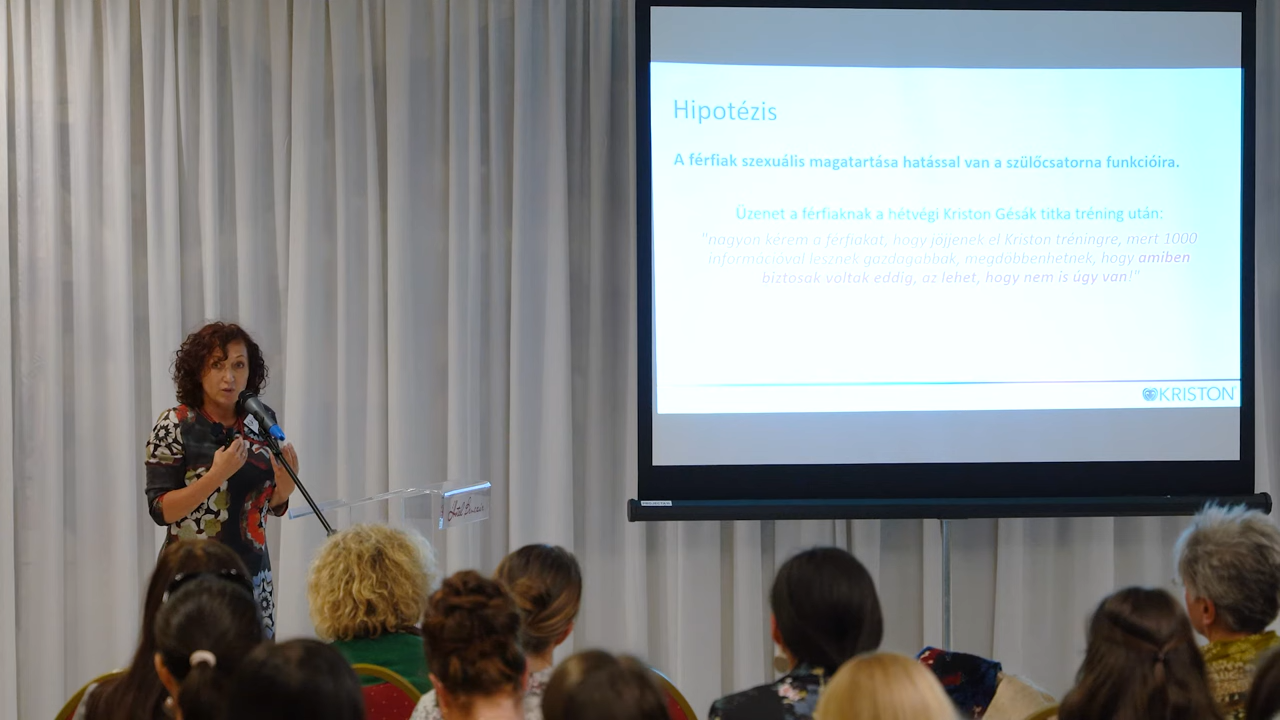 Hipotézis
A férfiak szexuális magatartása hatással van a szülőcsatorna funkcióira.
Üzenet a férfiaknak a hétvégi Kriston Gésák titka tréning után:
"nagyon kérem a férfiakat, hogy jöjjenek el Kriston tréningre, mert 1000
információval lesznek gazdagabbak, megdöbbenhetnek, hogy amiben
biztosak voltak eddig, az lehet, hogy nem is úgy van!"
KRISTON
Hotel